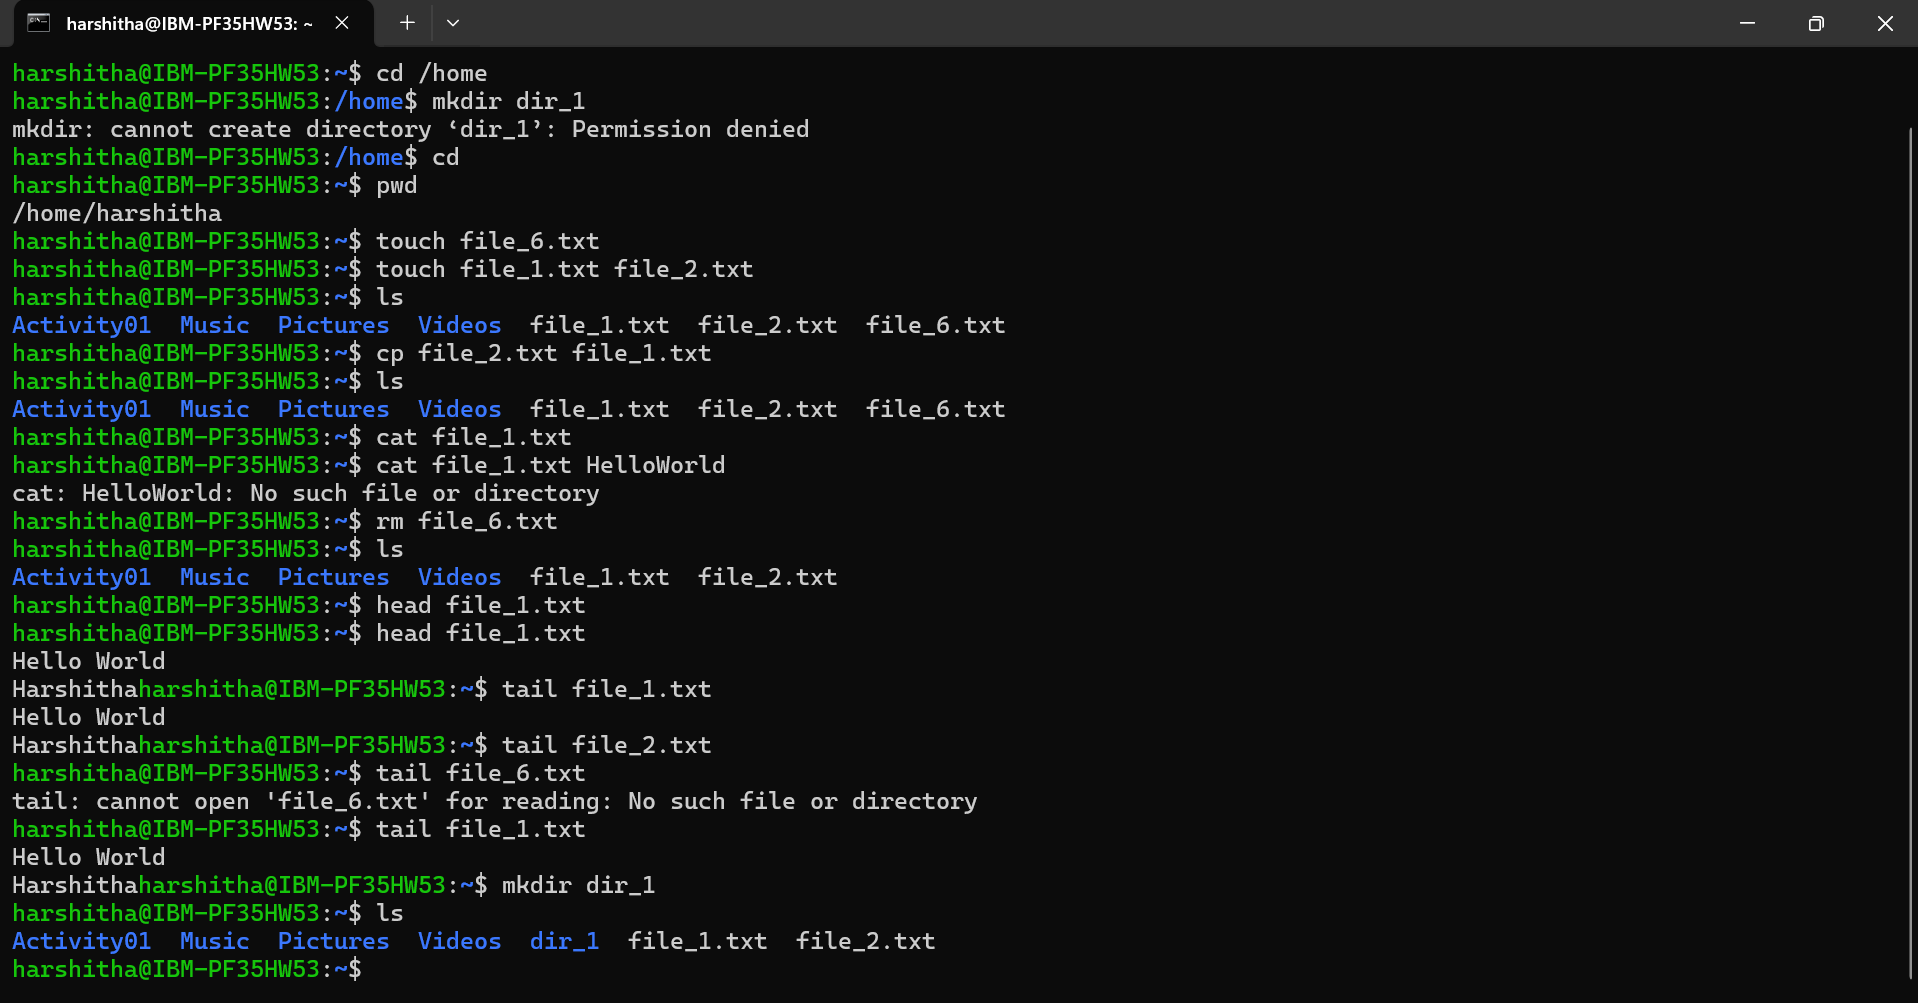 harshitha@IBM-PF35HW53: ~
harshitha@IBM-PF35HW53:~$ cd /home
harshitha@IBM-PF35HW53:/home$ mkdir dir_1
mkdir: cannot create directory ‘dir_1’: Permission denied
harshitha@IBM-PF35HW53:/home$ cd
harshitha@IBM-PF35HW53:~$ pwd
/home/harshitha
harshitha@IBM-PF35HW53:~$ touch file_6.txt
harshitha@IBM-PF35HW53:~$ touch file_1.txt file_2.txt
harshitha@IBM-PF35HW53:~$ ls
Activity01  Music  Pictures  Videos  file_1.txt  file_2.txt  file_6.txt
harshitha@IBM-PF35HW53:~$ cp file_2.txt file_1.txt
harshitha@IBM-PF35HW53:~$ ls
Activity01  Music  Pictures  Videos  file_1.txt  file_2.txt  file_6.txt
harshitha@IBM-PF35HW53:~$ cat file_1.txt
harshitha@IBM-PF35HW53:~$ cat file_1.txt HelloWorld
cat: HelloWorld: No such file or directory
harshitha@IBM-PF35HW53:~$ rm file_6.txt
harshitha@IBM-PF35HW53:~$ ls
Activity01  Music  Pictures  Videos  file_1.txt  file_2.txt
harshitha@IBM-PF35HW53:~$ head file_1.txt
harshitha@IBM-PF35HW53:~$ head file_1.txt
Hello World
Harshithaharshitha@IBM-PF35HW53:~$ tail file_1.txt
Hello World
Harshithaharshitha@IBM-PF35HW53:~$ tail file_2.txt
harshitha@IBM-PF35HW53:~$ tail file_6.txt
tail: cannot open 'file_6.txt' for reading: No such file or directory
harshitha@IBM-PF35HW53:~$ tail file_1.txt
Hello World
Harshithaharshitha@IBM-PF35HW53:~$ mkdir dir_1
harshitha@IBM-PF35HW53:~$ ls
Activity01  Music  Pictures  Videos  dir_1  file_1.txt  file_2.txt
harshitha@IBM-PF35HW53:~$